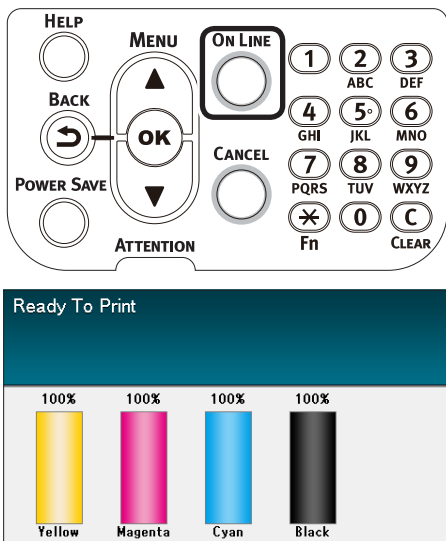 HELP
MENU
ON LINE
1 2 3
ABC DEF
BACK
OK
4 5 6
GHI JKL MNO
CANCEL
7 8 9
PQRS TUV WXYZ
POWER SAVE
0 C
Fn CLEAR
ATTENTION
Ready To Print
100% 100% 100% 100%
Yellow Magenta Cyan Black